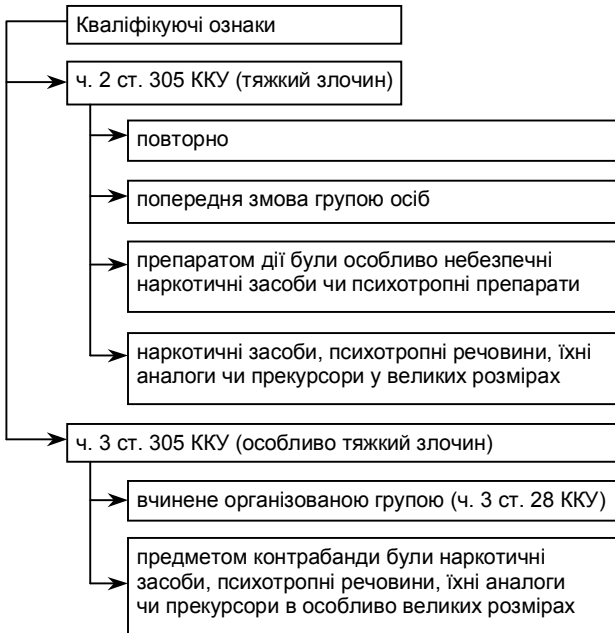 Кваліфікуючі ознаки
ч. 2 ст. 305 ККУ (тяжкий злочин)
повторно
попередня змова групою осіб
препаратом дії були особливо небезпечні
наркотичні засоби чи психотропні препарати
наркотичні засоби, психотропні речовини, їхні
аналоги чи прекурсори у великих розмірах
ч. 3 ст. 305 ККУ (особливо тяжкий злочин)
вчинене організованою групою (ч. 3 ст. 28 ККУ)
предметом контрабанди були наркотичні
засоби, психотропні речовини, їхні аналоги
чи прекурсори в особливо великих розмірах